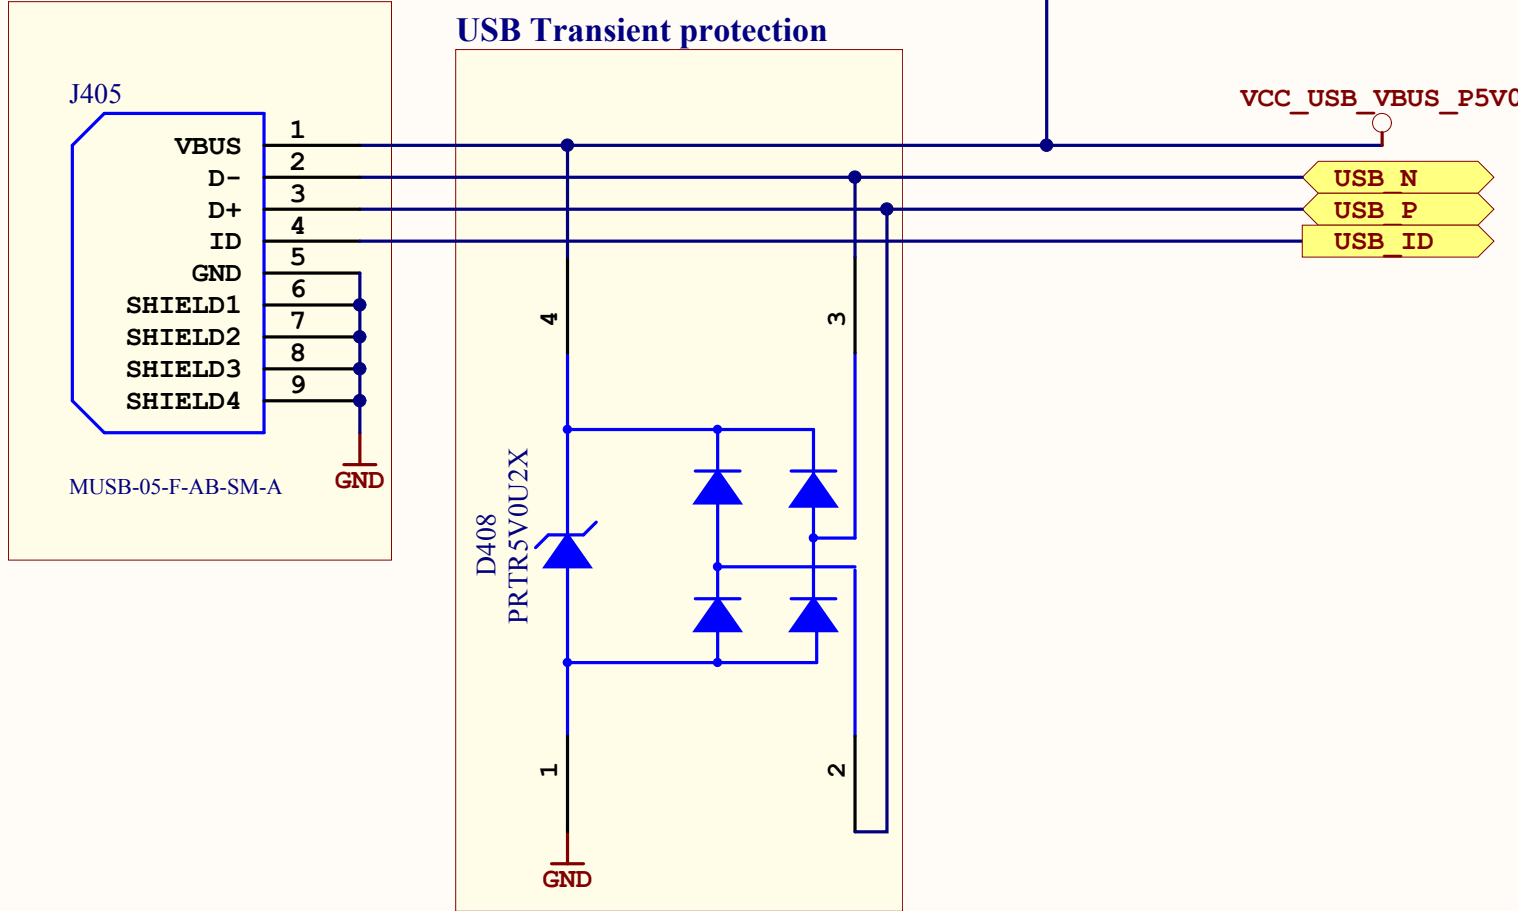 USB Transient protection
J405
VCC_USB_VBUS_P5V0
VBUS 1
D- 2
D+ 3
ID 4
GND 5
SHIELD1 6
SHIELD2 7
SHIELD3 8
SHIELD4 9
USB_N
USB_P
USB_ID
GND
MUSB-05-F-AB-SM-A
4
3
D408
PRTR5V0U2X
1
2
GND